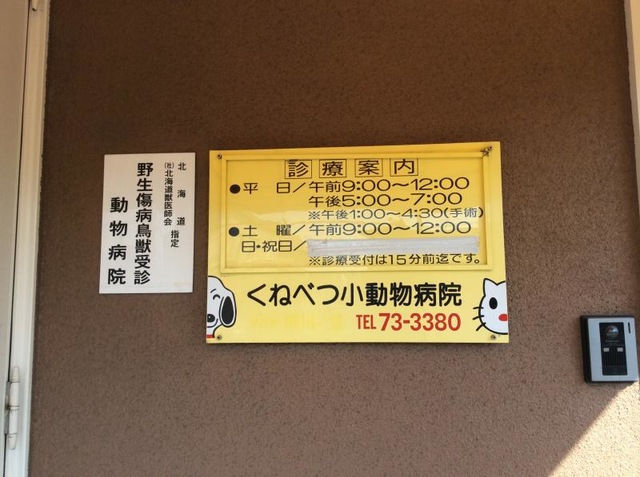 北海道
(社)北海道獣医師会 指定
野生傷病鳥獣受診
動物病院
診療案内
●平　日/午前9:00〜12:00
午後5:00〜7:00
※午後1:00〜4:30(手術)
●土　曜/午前9:00〜12:00
日・祝日/
※診療受付は15分前迄です。
くねべつ小動物病院
TEL 73-3380